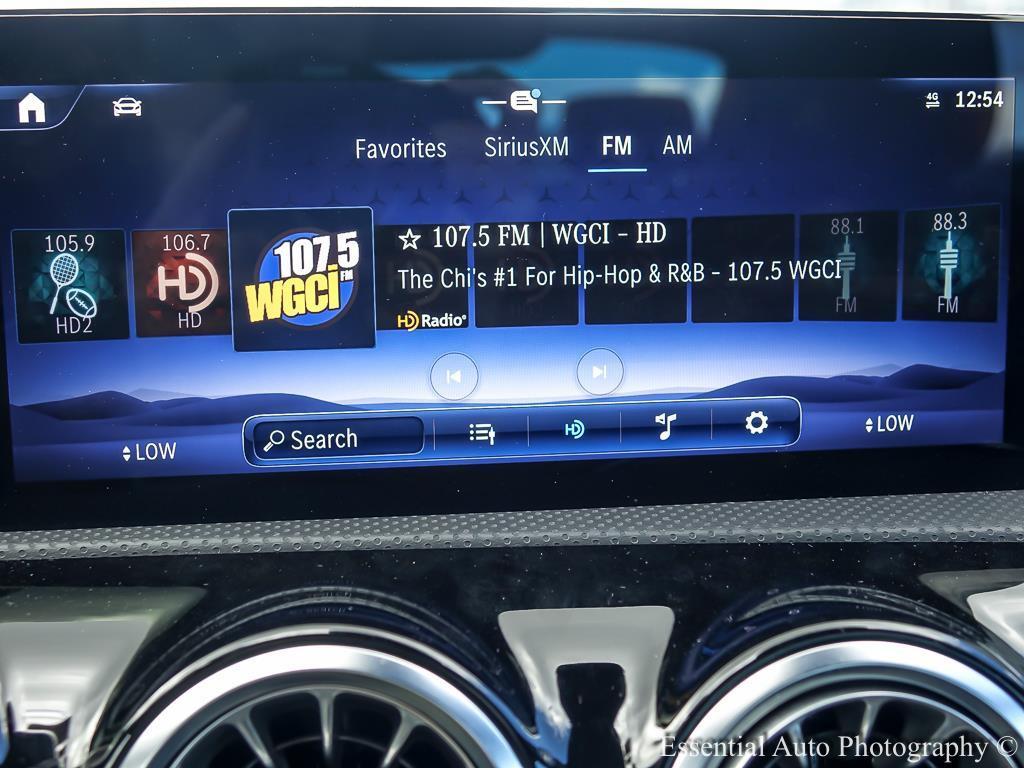 4G 12:54
Favorites SiriusXM FM AM
105.9
HD2
106.7
HD
HD
107.5
FM
WGCI
107.5 FM | WGCI - HD
The Chi's #1 For Hip-Hop & R&B - 107.5 WGCI
HD Radio®
88.1
FM
88.3
FM
LOW
Search
HD
LOW
Essential Auto Photography ©